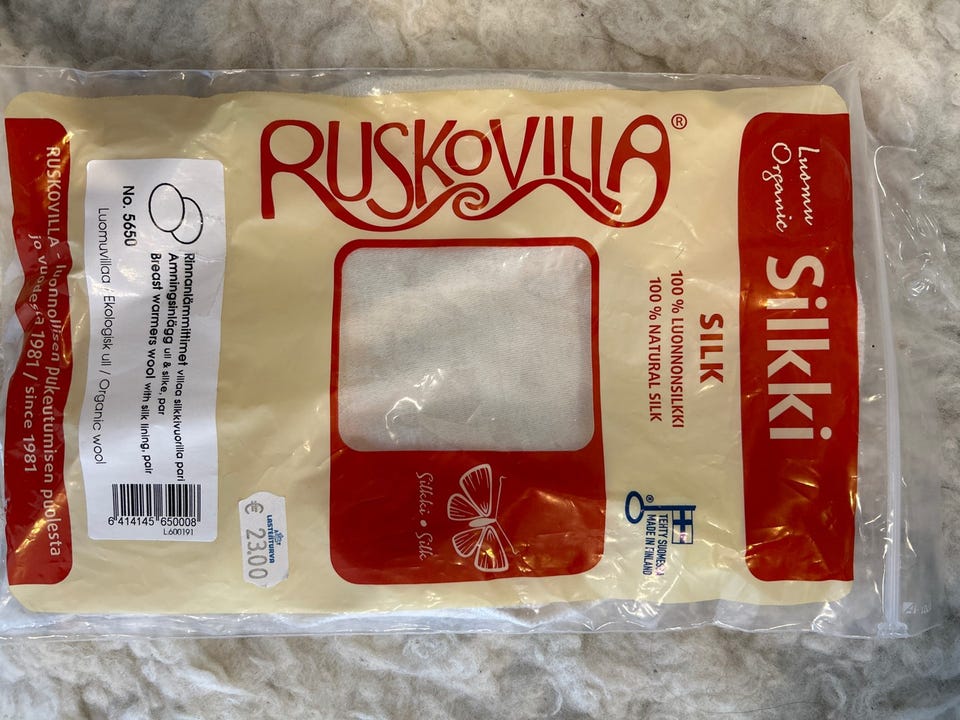 RUSKOVILLA®
Luomu
Organic
Silkki
SILK
100 % LUONNONSILKKI
100 % NATURAL SILK
TEHTY SUOMESSA
MADE IN FINLAND
Silkki • Silk
LASTENTURVA
€ 23.00
Rinnanlämmittimet villaa silkkivuorilla pari
Amningsinlägg ull & silke, par
Breast warmers wool with silk lining, pair
No. 5650
Luomuvillaa / Ekologisk ull / Organic wool
6 414145 650008
L600191
RUSKOVILLA - luonnollisen pukeutumisen puolesta
jo vuodesta 1981 / since 1981